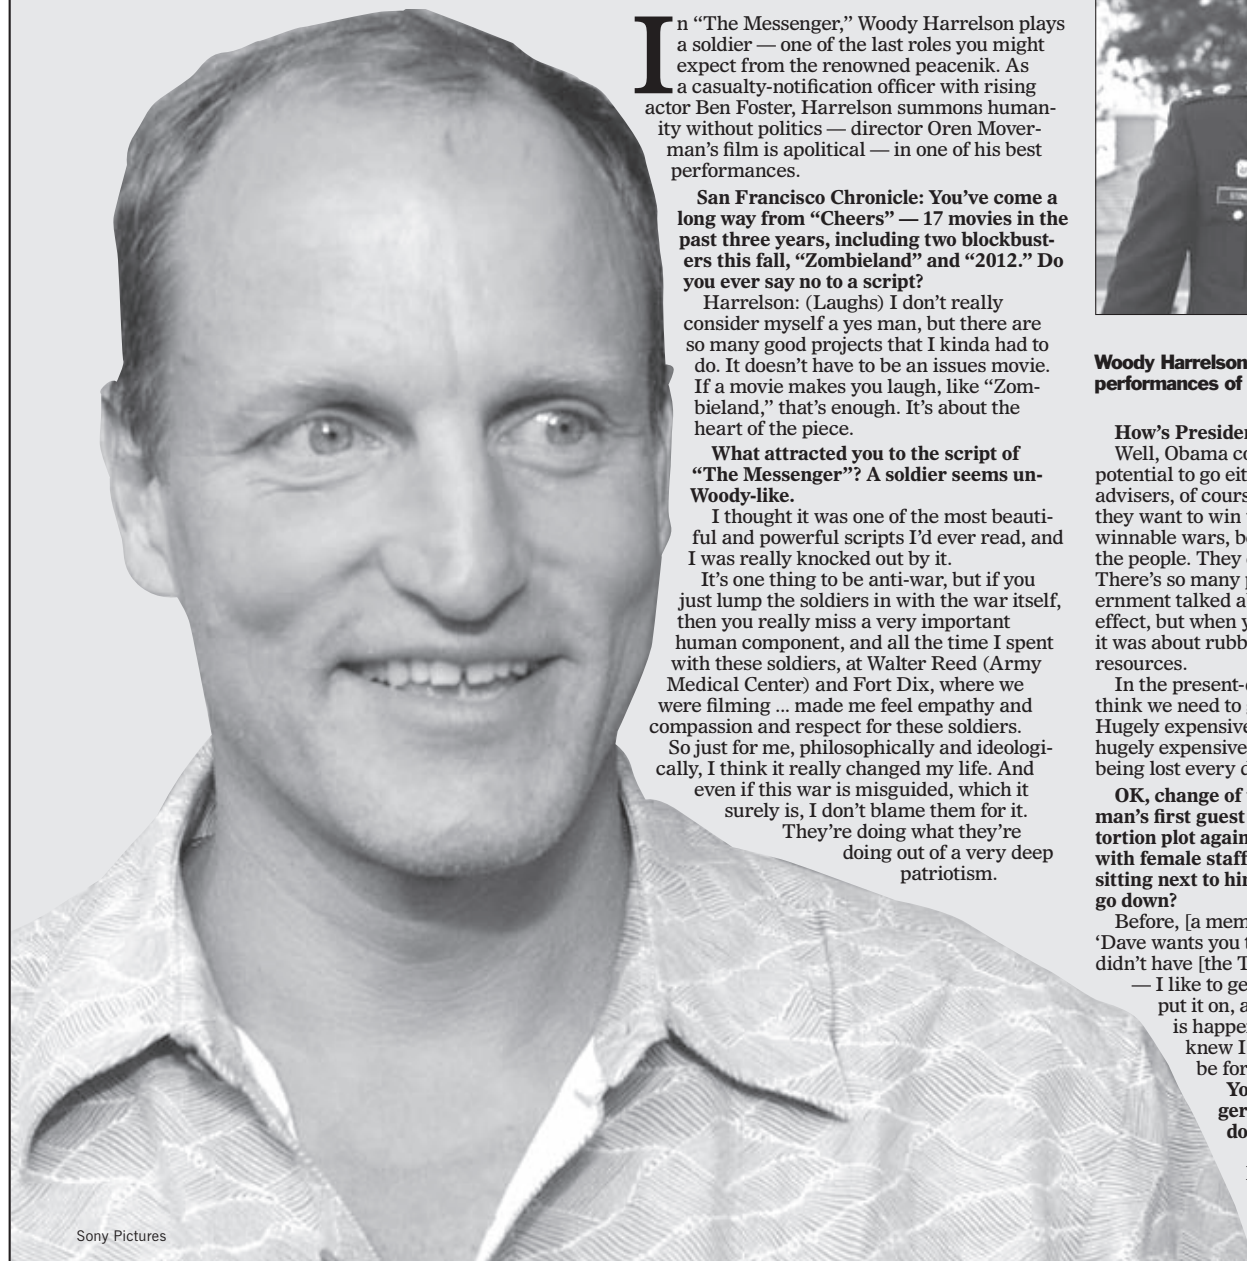 In “The Messenger,” Woody Harrelson plays
a soldier — one of the last roles you might
expect from the renowned peacenik. As
a casualty-notification officer with rising
actor Ben Foster, Harrelson summons human-
ity without politics — director Oren Mover-
man’s film is apolitical — in one of his best
performances.
San Francisco Chronicle: You’ve come a
long way from “Cheers” — 17 movies in the
past three years, including two blockbust-
ers this fall, “Zombieland” and “2012.” Do
you ever say no to a script?
Harrelson: (Laughs) I don’t really
consider myself a yes man, but there are
so many good projects that I kinda had to
do. It doesn’t have to be an issues movie.
If a movie makes you laugh, like “Zom-
bieland,” that’s enough. It’s about the
heart of the piece.
What attracted you to the script of
“The Messenger”? A soldier seems un-
Woody-like.
I thought it was one of the most beauti-
ful and powerful scripts I’d ever read, and
I was really knocked out by it.
It’s one thing to be anti-war, but if you
just lump the soldiers in with the war itself,
then you really miss a very important
human component, and all the time I spent
with these soldiers, at Walter Reed (Army
Medical Center) and Fort Dix, where we
were filming ... made me feel empathy and
compassion and respect for these soldiers.
So just for me, philosophically and ideologi-
cally, I think it really changed my life. And
even if this war is misguided, which it
surely is, I don’t blame them for it.
They’re doing what they’re
doing out of a very deep
patriotism.
Sony Pictures
Woody Harrelson
performances of
How’s Presiden
Well, Obama co
potential to go eit
advisers, of cours
they want to win
winnable wars, b
the people. They
There’s so many
ernment talked a
effect, but when y
it was about rubb
resources.
In the present-
think we need to
Hugely expensive
hugely expensive
being lost every d
OK, change of
man’s first guest
tortion plot again
with female staff
sitting next to hin
go down?
Before, [a mem
‘Dave wants you t
didn’t have [the T
— I like to ge
put it on, a
is happe
knew I
be for
Yo
ger
do